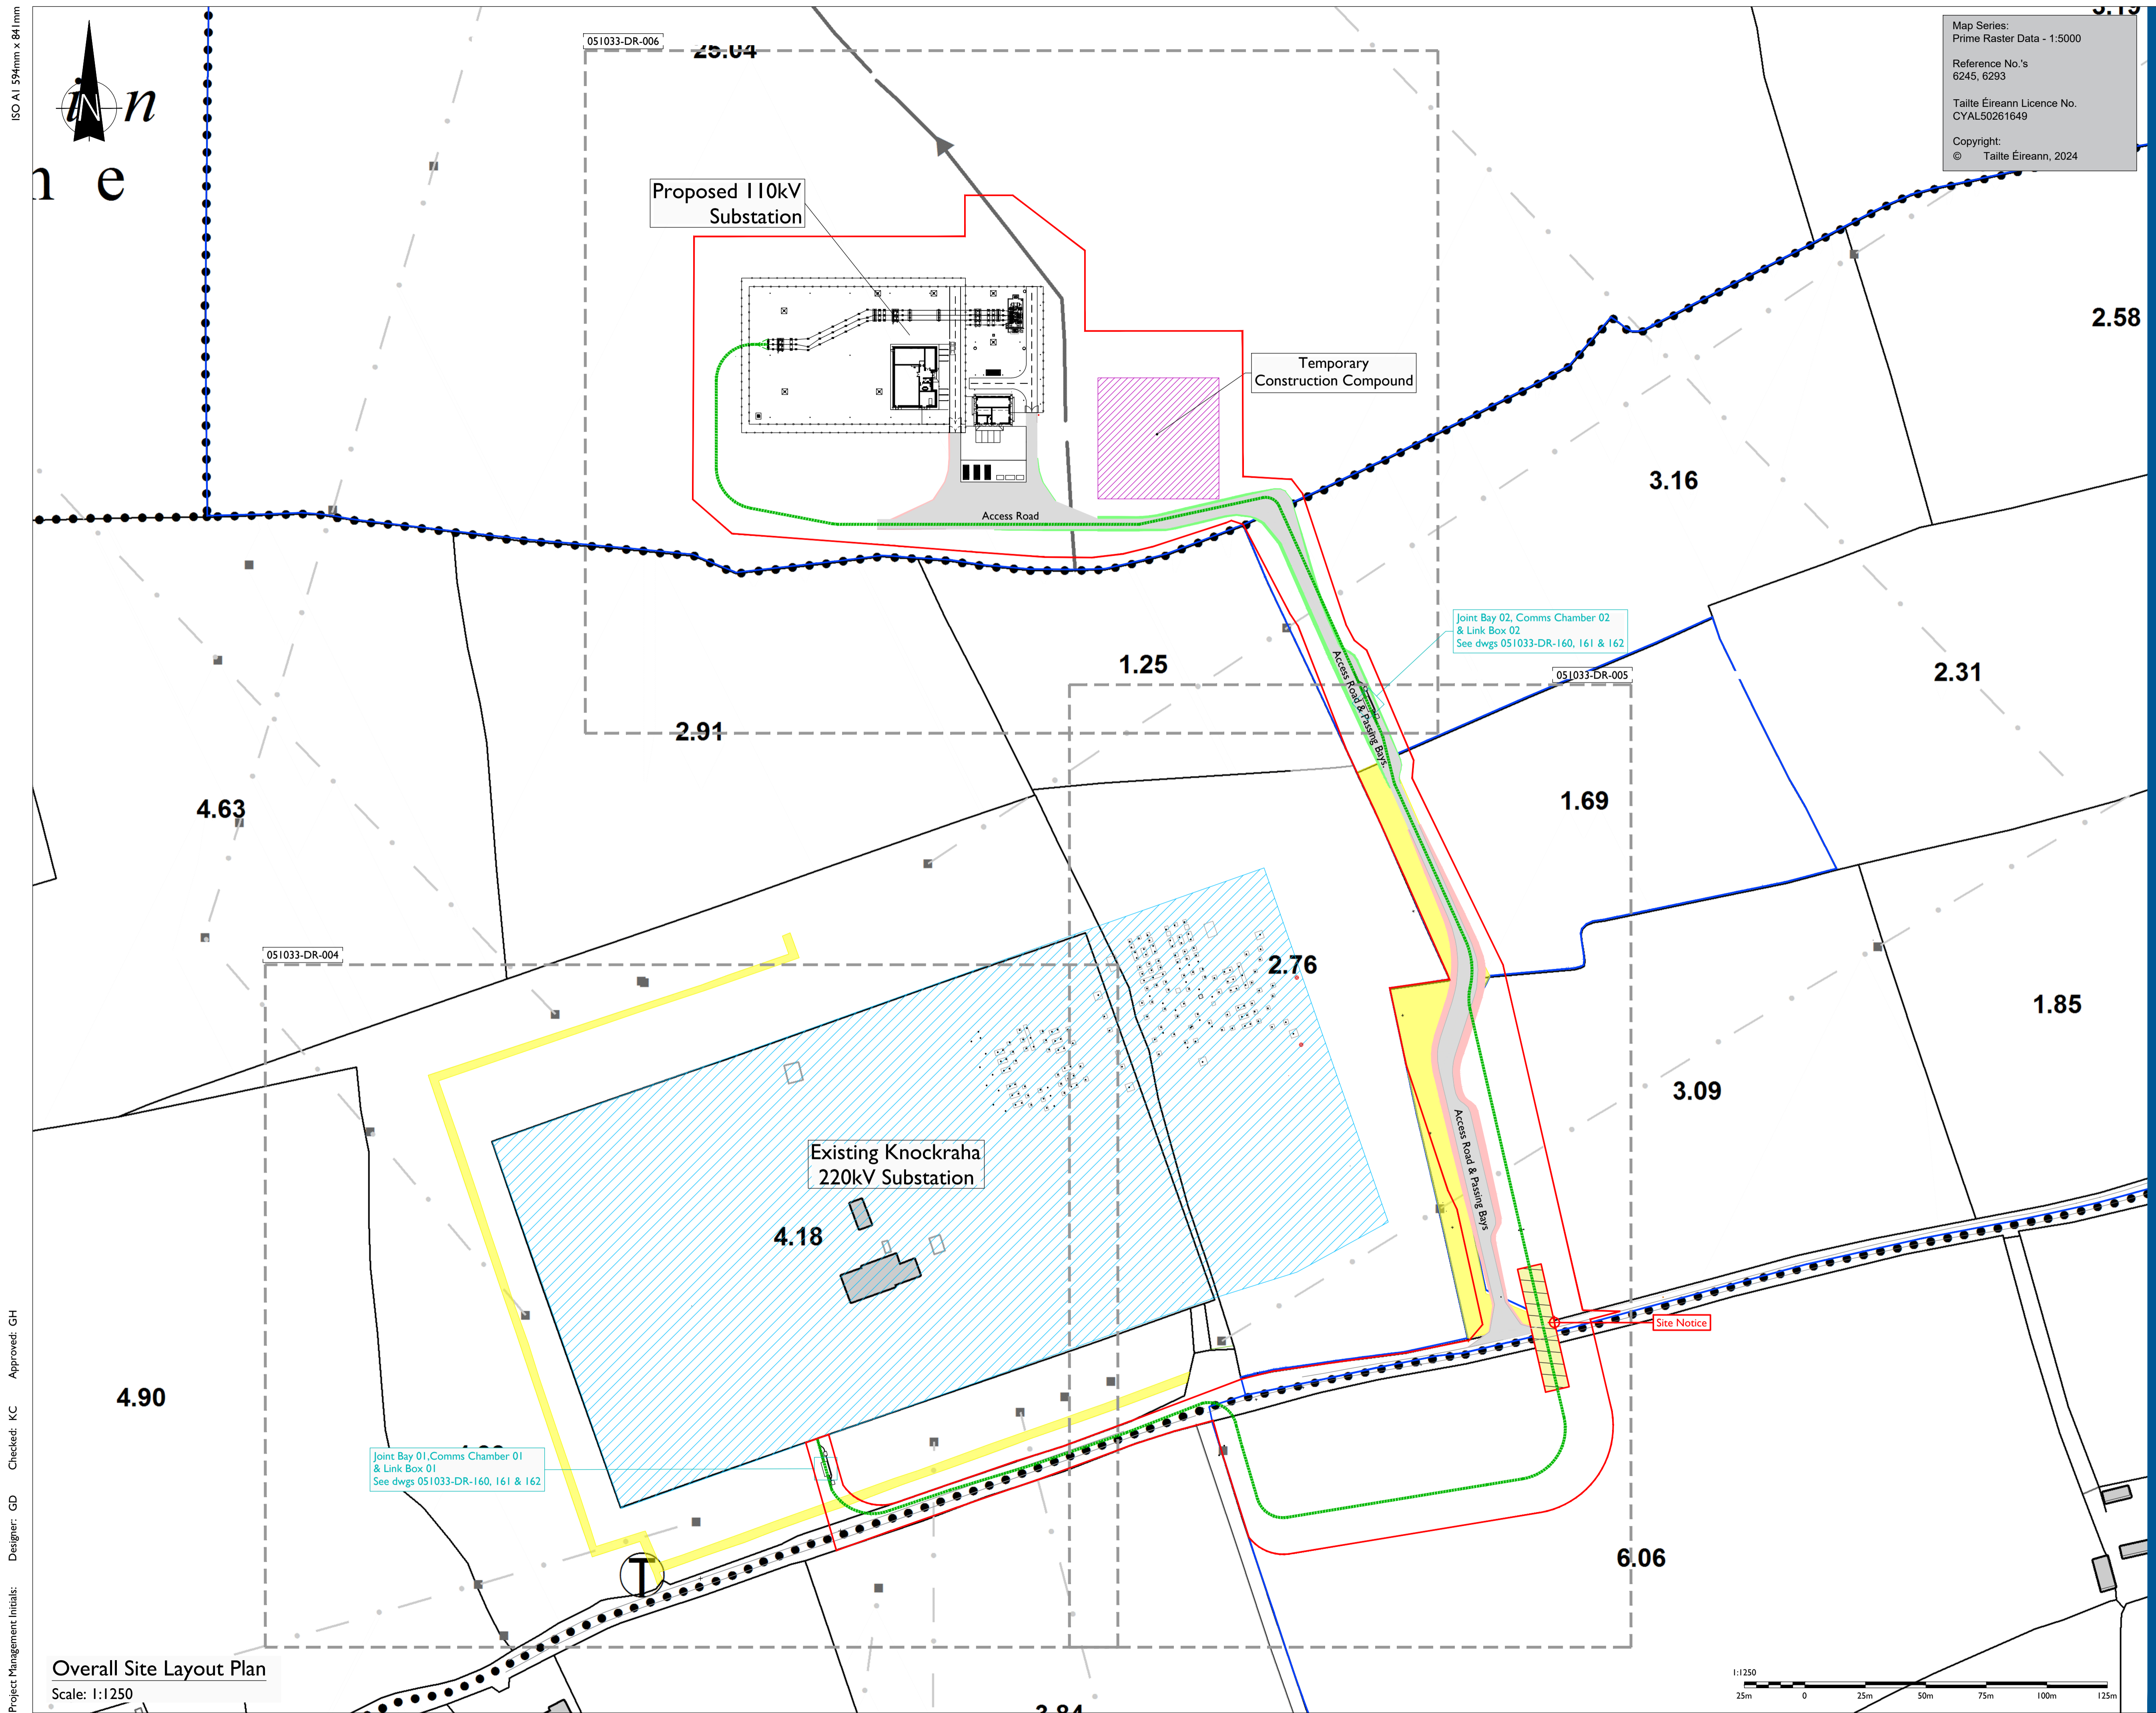 ISO A1 594mm x 841mm
051033-DR-006
25.04
Map Series:
Prime Raster Data - 1:5000
Reference No.'s
6245, 6293
Tailte Éireann Licence No.
CYAL50261649
Copyright:
© Tailte Éireann, 2024
N
n
e
Proposed 110kV
Substation
2.58
Temporary
Construction Compound
3.16
Access Road
Joint Bay 02, Comms Chamber 02
& Link Box 02
See dwgs 051033-DR-160, 161 & 162
1.25
Access Road & Passing Bays.
051033-DR-005
2.31
2.91
4.63
1.69
051033-DR-004
2.76
1.85
3.09
Existing Knockraha
220kV Substation
4.18
Access Road & Passing Bays
Site Notice
4.90
Joint Bay 01,Comms Chamber 01
& Link Box 01
See dwgs 051033-DR-160, 161 & 162
T
6.06
Overall Site Layout Plan
Scale: 1:1250
1:1250
25m 0 25m 50m 75m 100m 125m
Project Management Initials: Designer: GD Checked: KC Approved: GH